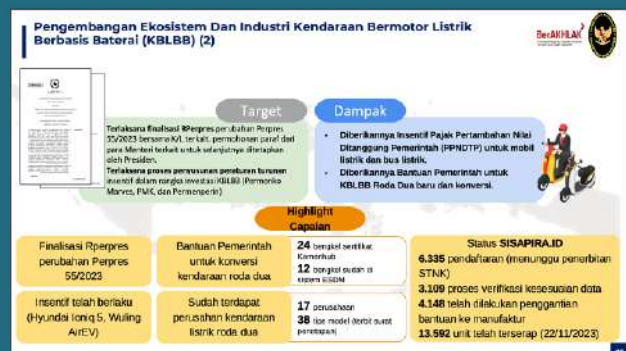 Pengembangan Ekosistem Dan Industri Kendaraan Bermotor Listrik
Berbasis Baterai (KBLBB) (2)
BerAKHLAK
Target
Terlaksana finalisasi RPerpres perubahan Perpres
55/2023 bersama K/L terkait, permohonan paraf dari
para Menteri terkait untuk selanjutnya ditetapkan
oleh Presiden.
Terlaksana proses penyusunan peraturan turunan
insentif dalam rangka investasi KBLBB (Permenko
Marves, PMK, dan Permenperin)
Dampak
• Diberikannya Insentif Pajak Pertambahan Nilai
Ditanggung Pemerintah (PPNDTP) untuk mobil
listrik dan bus listrik.
• Diberikannya Bantuan Pemerintah untuk
KBLBB Roda Dua baru dan konversi.
Highlight
Capaian
Finalisasi Rperpres
perubahan Perpres
55/2023
Bantuan Pemerintah
untuk konversi
kendaraan roda dua
24 bengkel sertifikat
Kemenhub
12 bengkel sudah di
sistem ESDM
Insentif telah berlaku
(Hyundai Ioniq 5, Wuling
AirEV)
Sudah terdapat
perusahan kendaraan
listrik roda dua
17 perusahaan
38 tipe model (terbit surat
penetapan)
Status SISAPIRA.ID
6.335 pendaftaran (menunggu penerbitan
STNK)
3.109 proses verifikasi kesesuaian data
4.148 telah dilakukan penggantian
bantuan ke manufaktur
13.592 unit telah terserap (22/11/2023)